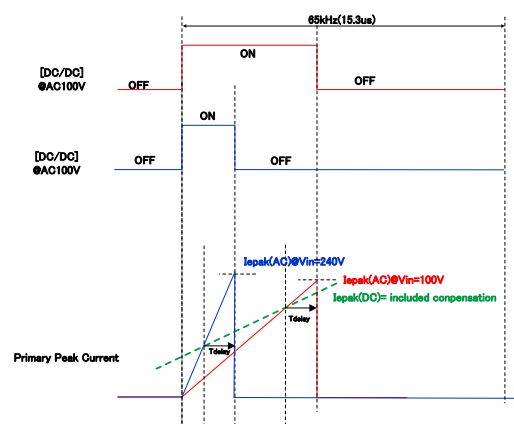 65kHz(15.3us)
ON
[DC/DC]
@AC100V
OFF
OFF
ON
[DC/DC]
@AC100V
OFF
OFF
Iepak(AC)@Vin=240V
Iepak(AC)@Vin=100V
Iepak(DC)= included conpensation
Tdelay
Tdelay
Primary Peak Current